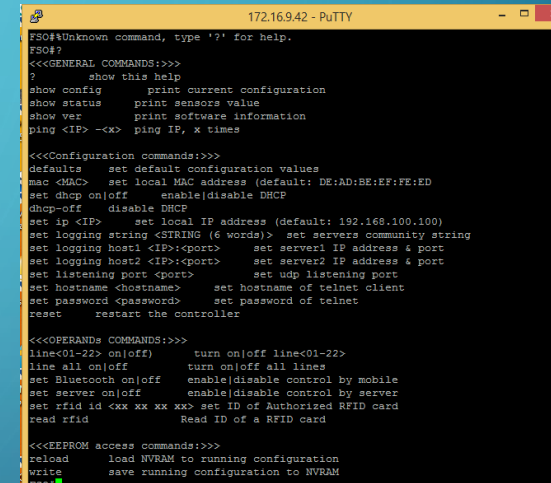 172.16.9.42 - PuTTY
FSO#%Unknown command, type '?' for help.
FSO#?
<<<GENERAL COMMANDS:>>>
? show this help
show config print current configuration
show status print sensors value
show ver print software information
ping <IP> -<x> ping IP, x times
<<<Configuration commands:>>>
defaults set default configuration values
mac <MAC> set local MAC address (default: DE:AD:BE:EF:FE:ED
set dhcp on|off enable|disable DHCP
dhcp-off disable DHCP
set ip <IP> set local IP address (default: 192.168.100.100)
set logging string <STRING (6 words)> set servers community string
set logging host1 <IP>:<port> set server1 IP address & port
set logging host2 <IP>:<port> set server2 IP address & port
set listening port <port> set udp listening port
set hostname <hostname> set hostname of telnet client
set password <password> set password of telnet
reset restart the controller
<<<OPERANDs COMMANDS:>>>
line<01-22> on|off) turn on|off line<01-22>
line all on|off turn on|off all lines
set Bluetooth on|off enable|disable control by mobile
set server on|off enable|disable control by server
set rfid id <xx xx xx xx> set ID of Authorized RFID card
read rfid Read ID of a RFID card
<<<EEPROM access commands:>>>
reload load NVRAM to running configuration
write save running configuration to NVRAM